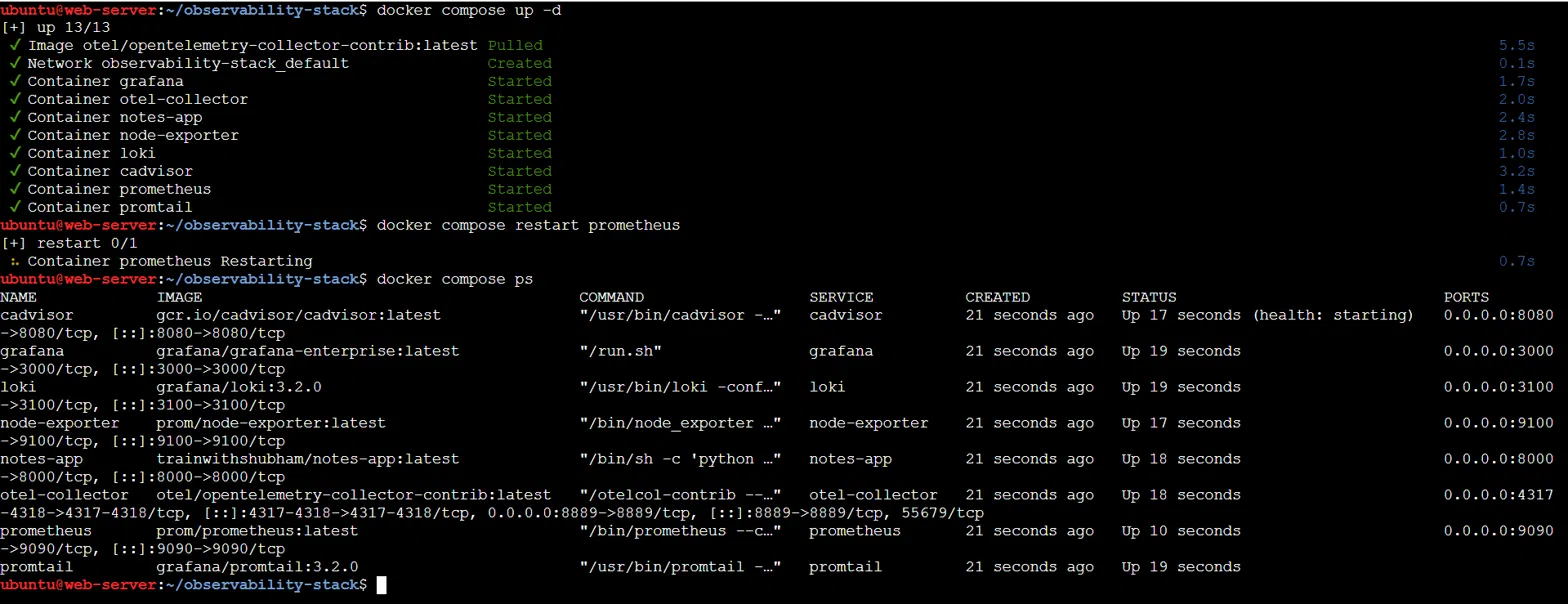 ubuntu@web-server:~/observability-stack$ docker compose up -d
[+] up 13/13
✓ Image otel/opentelemetry-collector-contrib:latest Pulled 5.5s
✓ Network observability-stack_default Created 0.1s
✓ Container grafana Started 1.7s
✓ Container otel-collector Started 2.0s
✓ Container notes-app Started 2.4s
✓ Container node-exporter Started 2.8s
✓ Container loki Started 1.0s
✓ Container cadvisor Started 3.2s
✓ Container prometheus Started 1.4s
✓ Container promtail Started 0.7s
ubuntu@web-server:~/observability-stack$ docker compose restart prometheus
[+] restart 0/1
⠦ Container prometheus Restarting 0.7s
ubuntu@web-server:~/observability-stack$ docker compose ps
NAME IMAGE COMMAND SERVICE CREATED STATUS PORTS
cadvisor gcr.io/cadvisor/cadvisor:latest "/usr/bin/cadvisor -…" cadvisor 21 seconds ago Up 17 seconds (health: starting) 0.0.0.0:8080
->8080/tcp, [::]:8080->8080/tcp
grafana grafana/grafana-enterprise:latest "/run.sh" grafana 21 seconds ago Up 19 seconds 0.0.0.0:3000
->3000/tcp, [::]:3000->3000/tcp
loki grafana/loki:3.2.0 "/usr/bin/loki -conf…" loki 21 seconds ago Up 19 seconds 0.0.0.0:3100
->3100/tcp, [::]:3100->3100/tcp
node-exporter prom/node-exporter:latest "/bin/node_exporter …" node-exporter 21 seconds ago Up 17 seconds 0.0.0.0:9100
->9100/tcp, [::]:9100->9100/tcp
notes-app trainwithshubham/notes-app:latest "/bin/sh -c 'python …" notes-app 21 seconds ago Up 18 seconds 0.0.0.0:8000
->8000/tcp, [::]:8000->8000/tcp
otel-collector otel/opentelemetry-collector-contrib:latest "/otelcol-contrib --…" otel-collector 21 seconds ago Up 18 seconds 0.0.0.0:4317
-4318->4317-4318/tcp, [::]:4317-4318->4317-4318/tcp, 0.0.0.0:8889->8889/tcp, [::]:8889->8889/tcp, 55679/tcp
prometheus prom/prometheus:latest "/bin/prometheus --c…" prometheus 21 seconds ago Up 10 seconds 0.0.0.0:9090
->9090/tcp, [::]:9090->9090/tcp
promtail grafana/promtail:3.2.0 "/usr/bin/promtail -…" promtail 21 seconds ago Up 19 seconds
ubuntu@web-server:~/observability-stack$